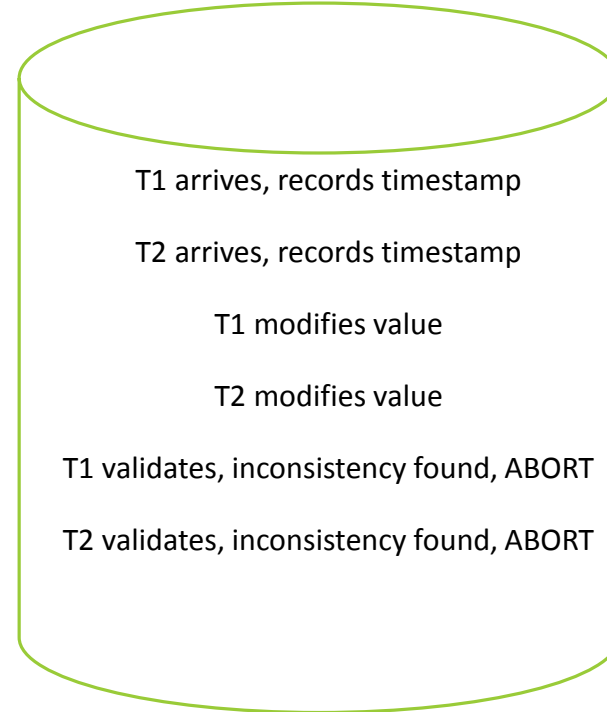 T1 arrives, records timestamp
T2 arrives, records timestamp
T1 modifies value
T2 modifies value
T1 validates, inconsistency found, ABORT
T2 validates, inconsistency found, ABORT